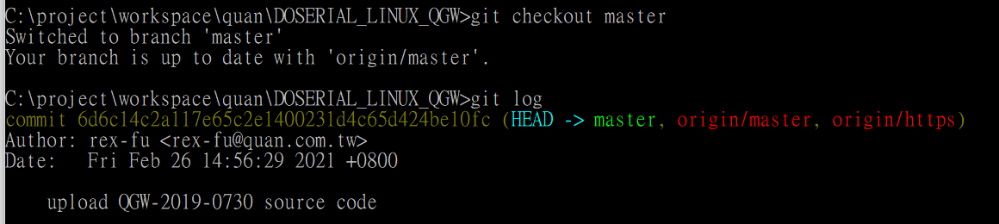 C:\project\workspace\quan\DOSERIAL_LINUX_QGW>git checkout master
Switched to branch 'master'
Your branch is up to date with 'origin/master'.
C:\project\workspace\quan\DOSERIAL_LINUX_QGW>git log
commit 6d6c14c2a117e65c2e1400231d4c65d424be10fc (HEAD -> master, origin/master, origin/https)
Author: rex-fu <rex-fu@quan.com.tw>
Date:   Fri Feb 26 14:56:29 2021 +0800
    upload QGW-2019-0730 source code